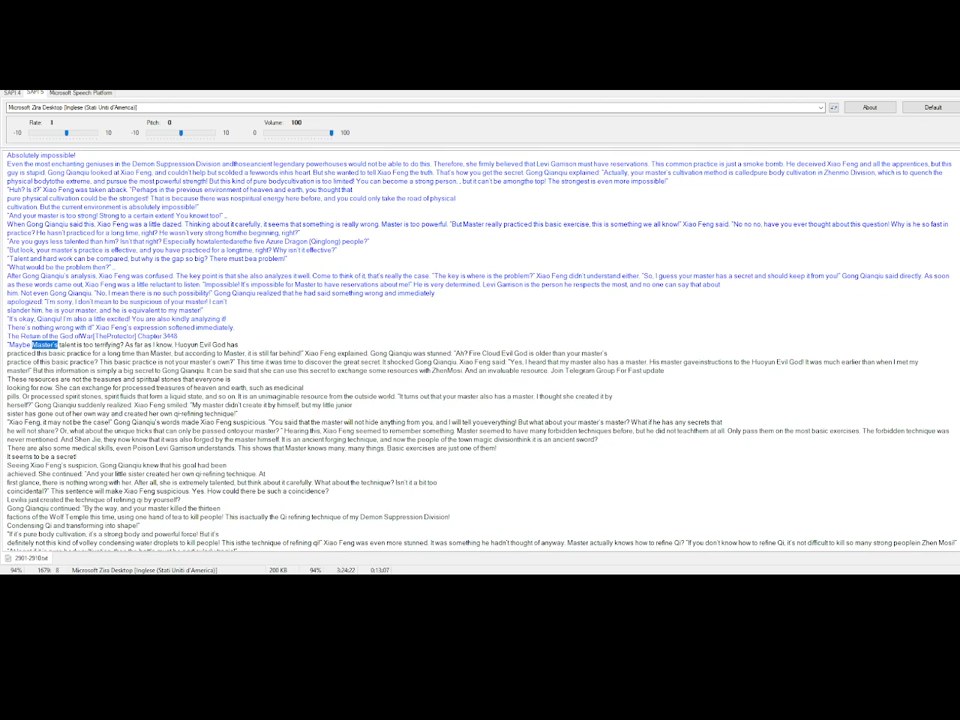 SAPI 4 SAPI 5 Microsoft Speech Platform
Microsoft Zira Desktop [Inglese (Stati Uniti d'America)]
About
Default
Rate: 1
Pitch: 0
Volume: 100
-10 10 -10 10 0 100
Absolutely impossible!
Even the most enchanting geniuses in the Demon Suppression Division andthoseancient legendary powerhouses would not be able to do this. Therefore, she firmly believed that Levi Garrison must have reservations. This common practice is just a smoke bomb. He deceived Xiao Feng and all the apprentices, but this
guy is stupid. Gong Qianqiu looked at Xiao Feng, and couldn't help but scolded a fewwords inhis heart. But she wanted to tell Xiao Feng the truth. That's how you get the secret. Gong Qianqiu explained: "Actually, your master's cultivation method is calledpure body cultivation in Zhenmo Division, which is to quench the
physical bodytothe extreme, and pursue the most powerful strength! But this kind of pure bodycultivation is too limited! You can become a strong person... but it can't be amongthe top! The strongest is even more impossible!"
"Huh? Is it?" Xiao Feng was taken aback. "Perhaps in the previous environment of heaven and earth, you thought that
pure physical cultivation could be the strongest! That is because there was nospiritual energy here before, and you could only take the road of physical
cultivation. But the current environment is absolutely impossible!"
"And your master is too strong! Strong to a certain extent! You knowit too!"...
When Gong Qianqiu said this, Xiao Feng was a little dazed. Thinking about itcarefully, it seems that something is really wrong. Master is too powerful. "But Master really practiced this basic exercise, this is something we all know!" Xiao Feng said. "No no no, have you ever thought about this question! Why is he so fast in
practice? He hasn't practiced for a long time, right? He wasn't very strong fromthe beginning, right?"
"Are you guys less talented than him? Isn't that right? Especially howtalentedarethe five Azure Dragon (Qinglong) people?"
"But look, your master's practice is effective, and you have practiced for a longtime, right? Why isn't it effective?"
"Talent and hard work can be compared, but why is the gap so big? There must bea problem!"
"What would be the problem then?"...
After Gong Qianqiu's analysis, Xiao Feng was confused. The key point is that she also analyzes it well. Come to think of it, that's really the case. "The key is where is the problem?" Xiao Feng didn't understand either. "So, I guess your master has a secret and should keep it from you!" Gong Qianqiu said directly. As soon
as these words came out, Xiao Feng was a little reluctant to listen: "Impossible! It's impossible for Master to have reservations about me!" He is very determined. Levi Garrison is the person he respects the most, and no one can say that about
him. Not even Gong Qianqiu. "No, I mean there is no such possibility!" Gong Qianqiu realized that he had said something wrong and immediately
apologized: "I'm sorry, I don't mean to be suspicious of your master! I can't
slander him, he is your master, and he is equivalent to my master!"
"It's okay, Qianqiu! I'm also a little excited! You are also kindly analyzing it!
There's nothing wrong with it!" Xiao Feng's expression softened immediately.
The Return of the God ofWar[TheProtector] Chapter 3448
"Maybe Master's talent is too terrifying? As far as I know, Huoyun Evil God has
practiced this basic practice for a long time than Master, but according to Master, it is still far behind!" Xiao Feng explained. Gong Qianqiu was stunned: "Ah? Fire Cloud Evil God is older than your master's
practice of this basic practice? This basic practice is not your master's own?" This time it was time to discover the great secret. It shocked Gong Qianqiu. Xiao Feng said: "Yes, I heard that my master also has a master. His master gaveinstructions to the Huoyun Evil God! It was much earlier than when I met my
master!" But this information is simply a big secret to Gong Qianqiu. It can be said that she can use this secret to exchange some resources with ZhenMosi. And an invaluable resource. Join Telegram Group For Fast update
These resources are not the treasures and spiritual stones that everyone is
looking for now. She can exchange for processed treasures of heaven and earth, such as medicinal
pills. Or processed spirit stones, spirit fluids that form a liquid state, and so on. It is an unimaginable resource from the outside world. "It turns out that your master also has a master, I thought she created it by
herself?" Gong Qianqiu suddenly realized. Xiao Feng smiled: "My master didn't create it by himself, but my little junior
sister has gone out of her own way and created her own qi-refining technique!"
"Xiao Feng, it may not be the case!" Gong Qianqiu's words made Xiao Feng suspicious. "You said that the master will not hide anything from you, and I will tell youeverything! But what about your master's master? What if he has any secrets that
he will not share? Or, what about the unique tricks that can only be passed ontoyour master?" Hearing this, Xiao Feng seemed to remember something. Master seemed to have many forbidden techniques before, but he did not teachthem at all. Only pass them on the most basic exercises. The forbidden technique was
never mentioned. And Shen Jie, they now know that it was also forged by the master himself. It is an ancient forging technique, and now the people of the town magic divisionthink it is an ancient sword?
There are also some medical skills, even Poison Levi Garrison understands. This shows that Master knows many, many things. Basic exercises are just one of them!
It seems to be a secret!
Seeing Xiao Feng's suspicion, Gong Qianqiu knew that his goal had been
achieved. She continued: "And your little sister created her own qi-refining technique. At
first glance, there is nothing wrong with her. After all, she is extremely talented, but think about it carefully. What about the technique? Isn't it a bit too
coincidental?" This sentence will make Xiao Feng suspicious. Yes. How could there be such a coincidence?
Levilia just created the technique of refining qi by yourself?
Gong Qianqiu continued: "By the way, and your master killed the thirteen
factions of the Wolf Temple this time, using one hand of tea to kill people! This isactually the Qi refining technique of my Demon Suppression Division!
Condensing Qi and transforming into shape!"
"If it's pure body cultivation, it's a strong body and powerful force! But it's
definitely not this kind of volley condensing water droplets to kill people! This isthe technique of refining qi!" Xiao Feng was even more stunned. It was something he hadn't thought of anyway. Master actually knows how to refine Qi? "If you don't know how to refine Qi, it's not difficult to kill so many strong peoplein Zhen Mosi!"
2901-2910.txt
94% 1679, 8 Microsoft Zira Desktop [Inglese (Stati Uniti d'America)] 200 KB 94% 3:24:22 0:13:07